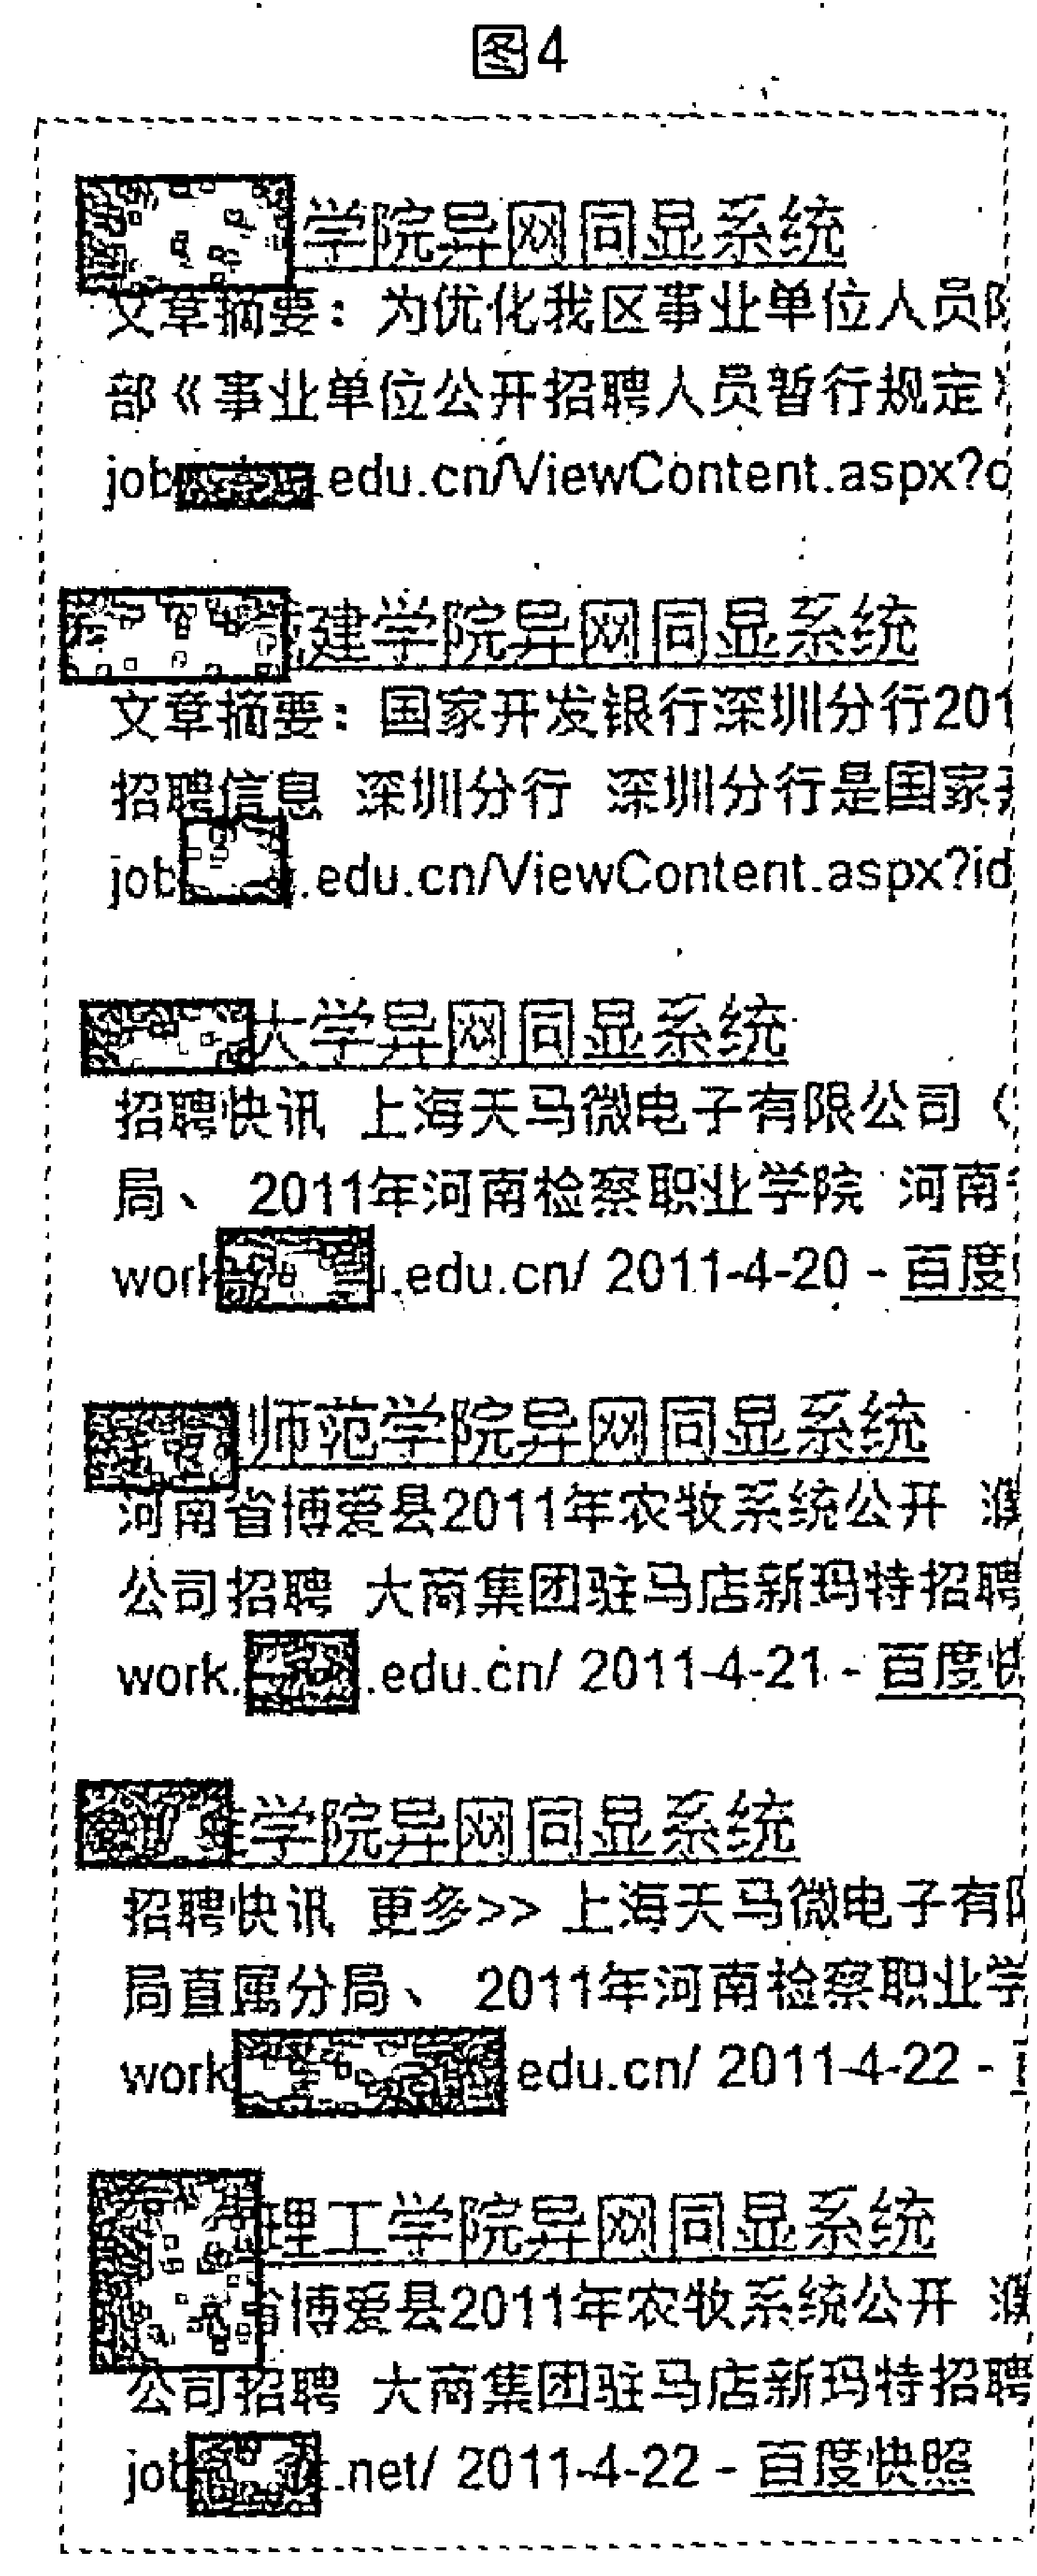 图4
学院异网同显系统
文章摘要：为优化我区事业单位人员
部《事业单位公开招聘人员暂行规定》
job .edu.cn/ViewContent.aspx?c
建学院异网同显系统
文章摘要：国家开发银行深圳分行201
招聘信息 深圳分行 深圳分行是国家开
job .edu.cn/ViewContent.aspx?id
大学异网同显系统
招聘快讯 上海天马微电子有限公司（
局、 2011年河南检察职业学院 河南省
work u.edu.cn/ 2011-4-20 - 百度
师范学院异网同显系统
河南省博爱县2011年农牧系统公开 濮
公司招聘 大商集团驻马店新玛特招聘
work. .edu.cn/ 2011-4-21 - 百度快
学院异网同显系统
招聘快讯 更多>> 上海天马微电子有限
局直属分局、 2011年河南检察职业学
work edu.cn/ 2011-4-22 -
理工学院异网同显系统
省博爱县2011年农牧系统公开 濮
公司招聘 大商集团驻马店新玛特招聘
job .net/ 2011-4-22 - 百度快照